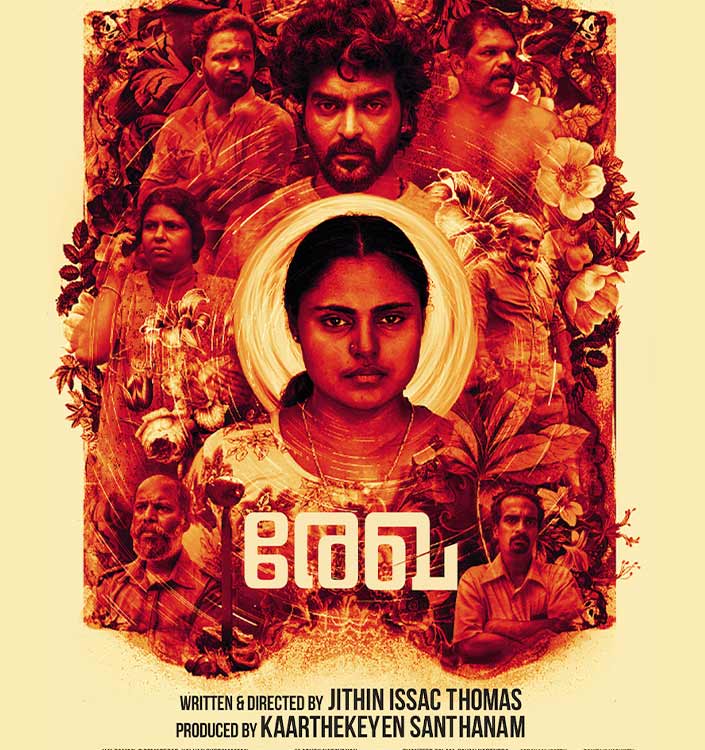 രേഖ
WRITTEN & DIRECTED BY JITHIN ISSAC THOMAS
PRODUCED BY KAARTHEKEYEN SANTHANAM